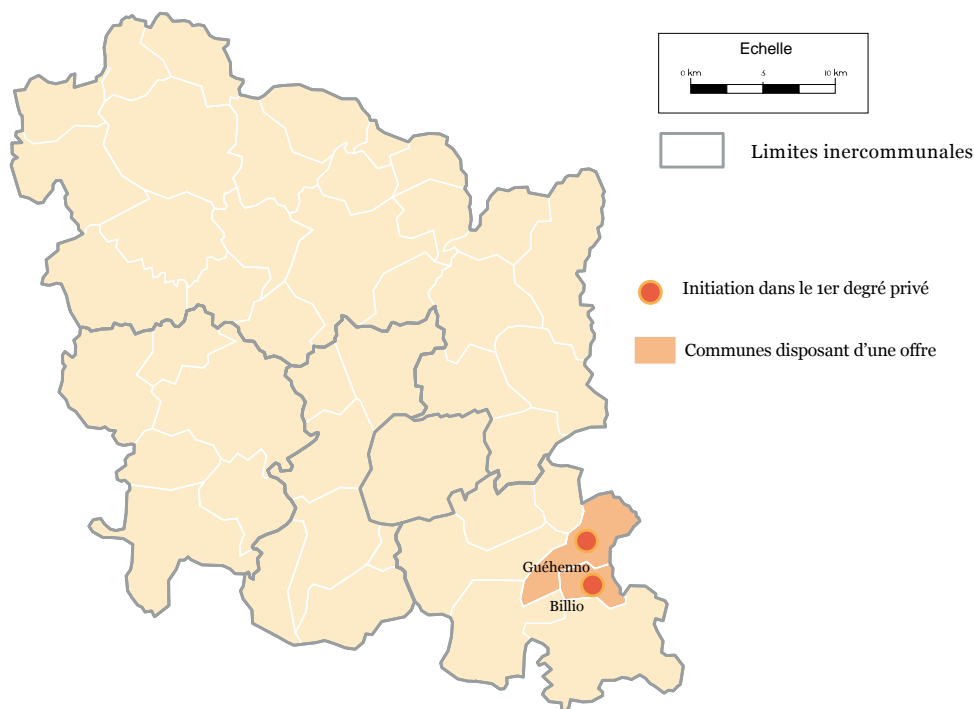 Echelle
0 km 5 10 km
Limites inercommunales
Initiation dans le 1er degré privé
Communes disposant d'une offre
Guéhenno
Billio